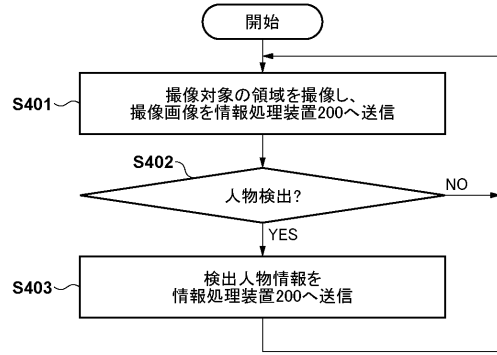 開始
S401
撮像対象の領域を撮像し、
撮像画像を情報処理装置200へ送信
S402
人物検出?
NO
YES
S403
検出人物情報を
情報処理装置200へ送信